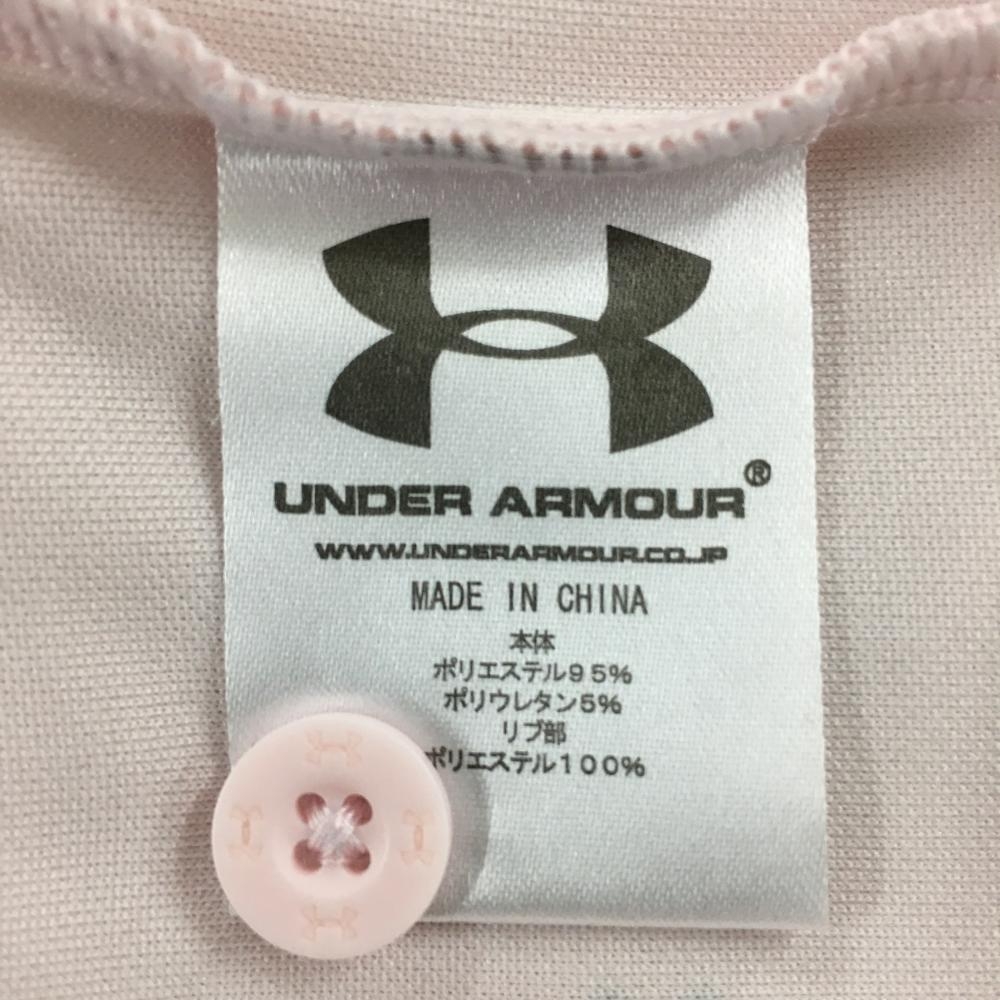 UNDER ARMOUR®
WWW.UNDERARMOUR.CO.JP
MADE IN CHINA
本体
ポリエステル95%
ポリウレタン5%
リブ部
ポリエステル100%